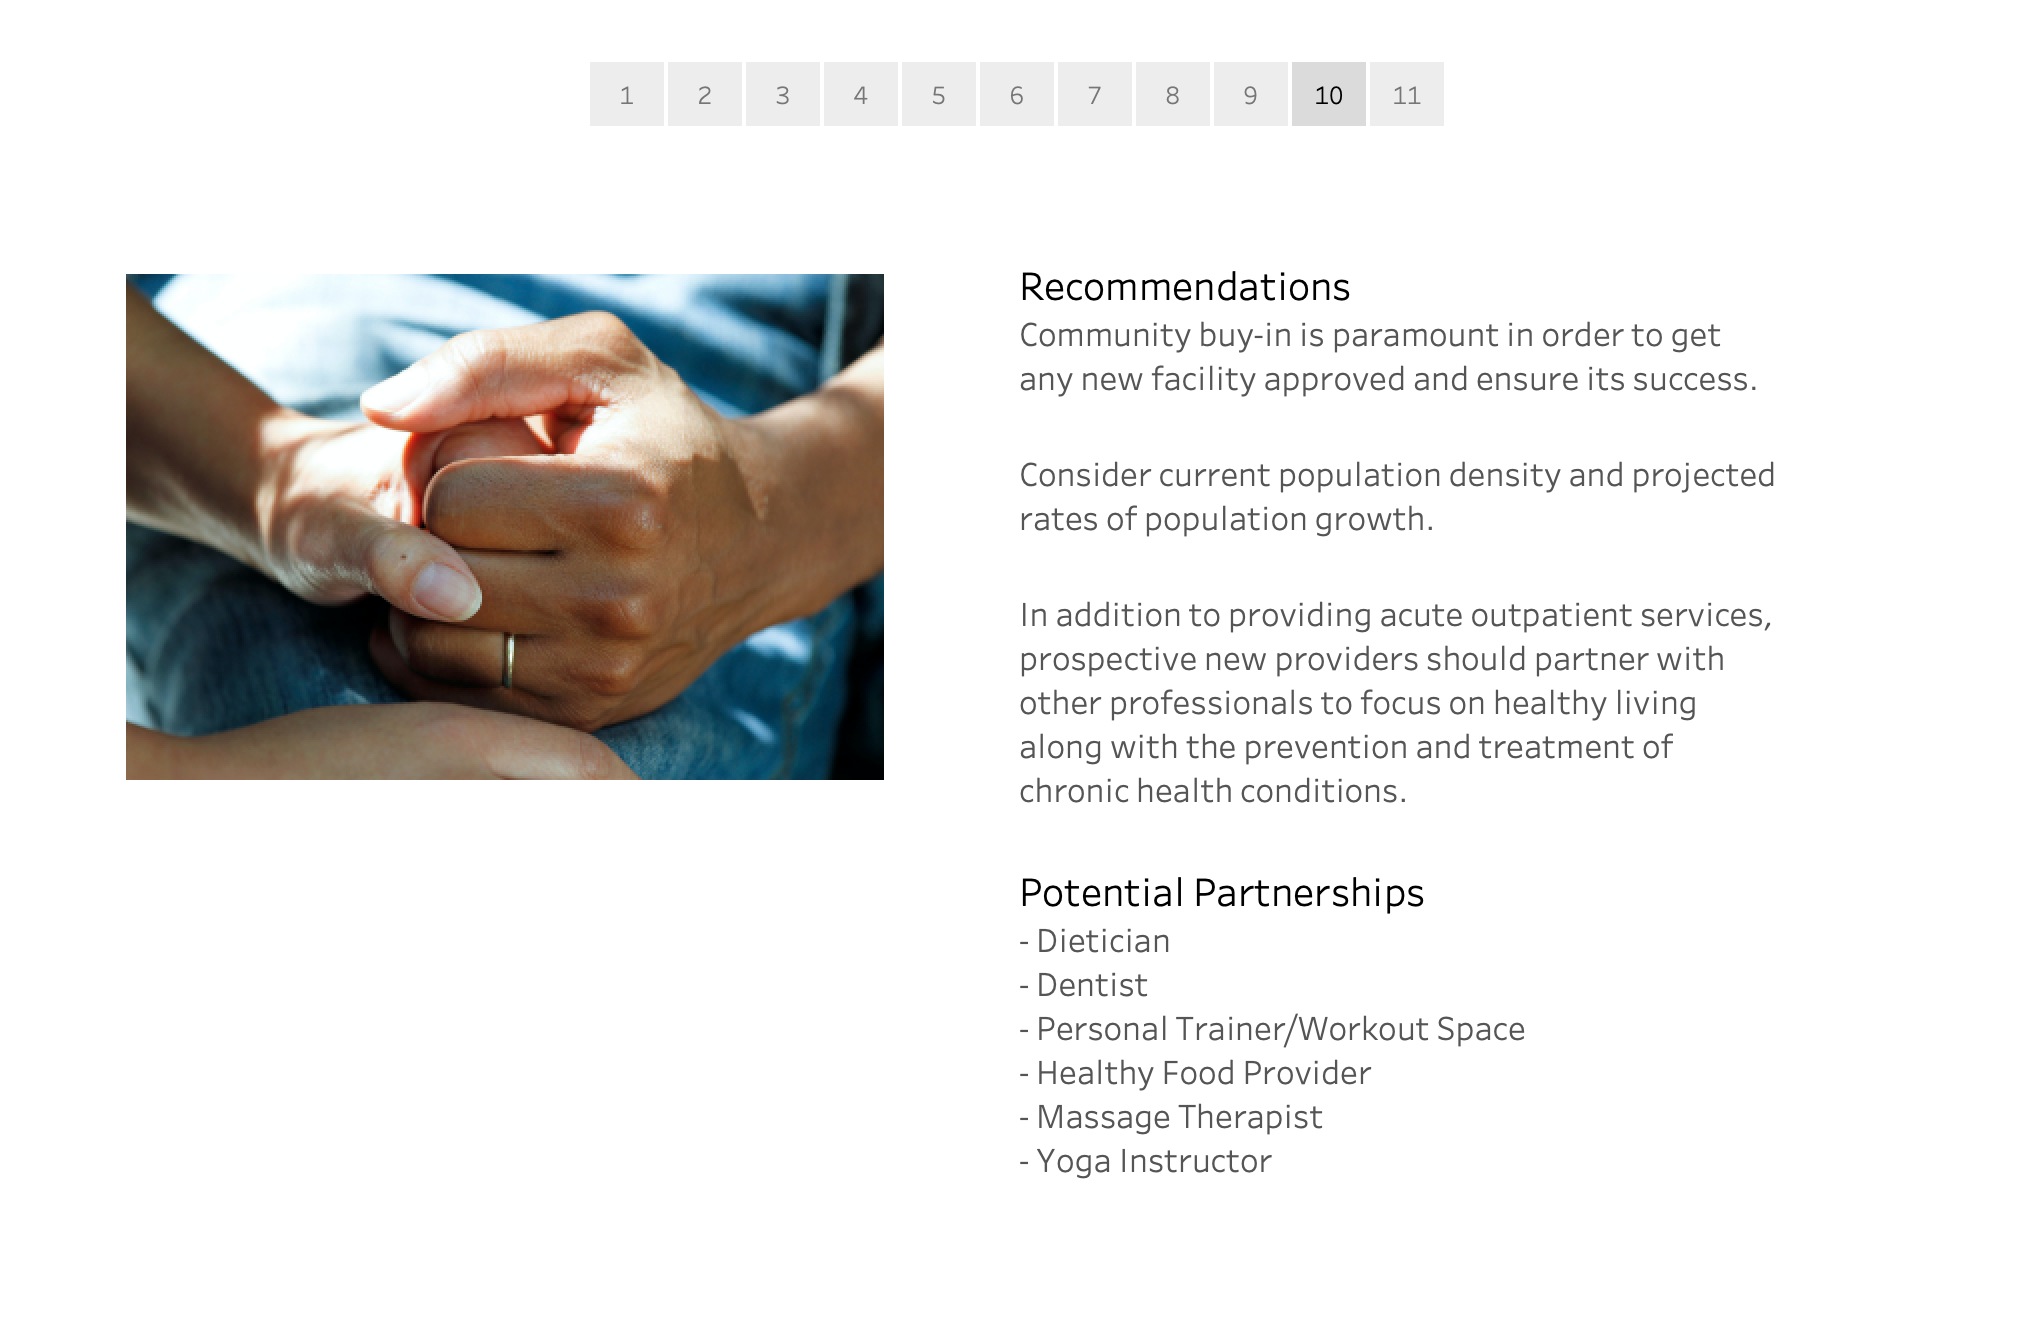 1 2 3 4 5 6 7 8 9 10 11
Recommendations
Community buy-in is paramount in order to get
any new facility approved and ensure its success.
Consider current population density and projected
rates of population growth.
In addition to providing acute outpatient services,
prospective new providers should partner with
other professionals to focus on healthy living
along with the prevention and treatment of
chronic health conditions.
Potential Partnerships
- Dietician
- Dentist
- Personal Trainer/Workout Space
- Healthy Food Provider
- Massage Therapist
- Yoga Instructor